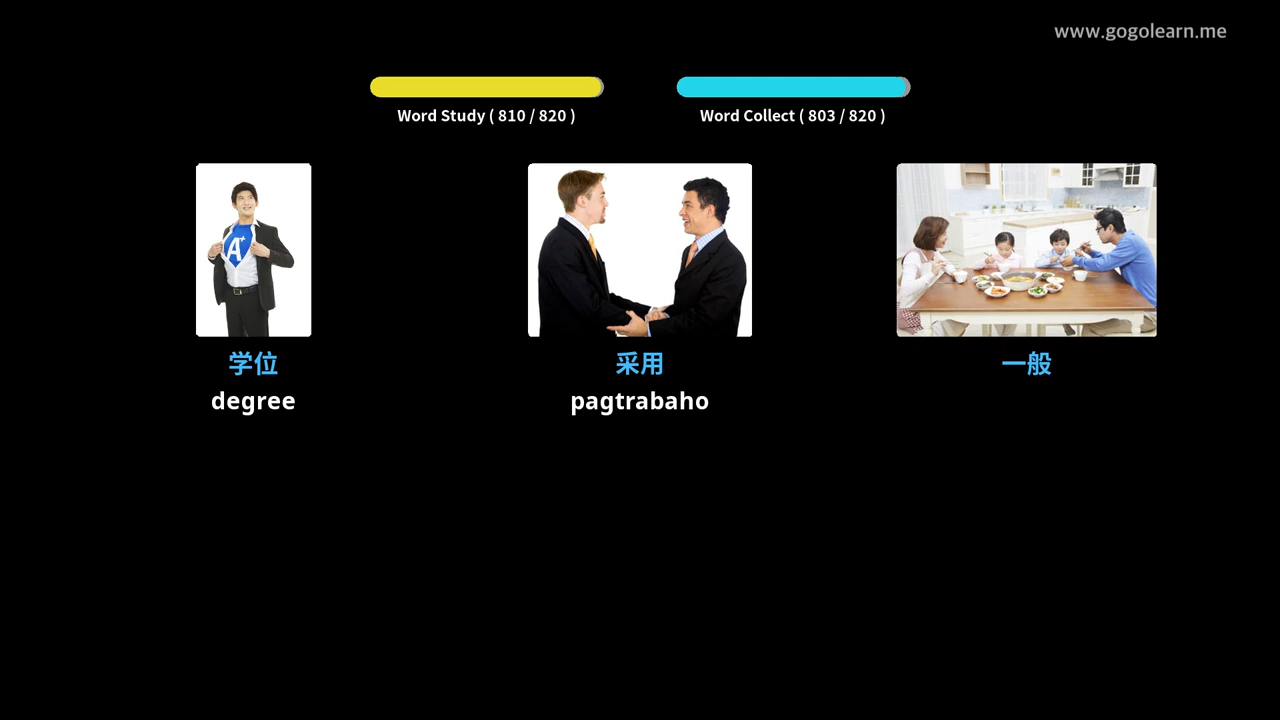 www.gogolearn.me
Word Study ( 810 / 820 )
Word Collect ( 803 / 820 )
A+
学位
degree
采用
pagtrabaho
一般